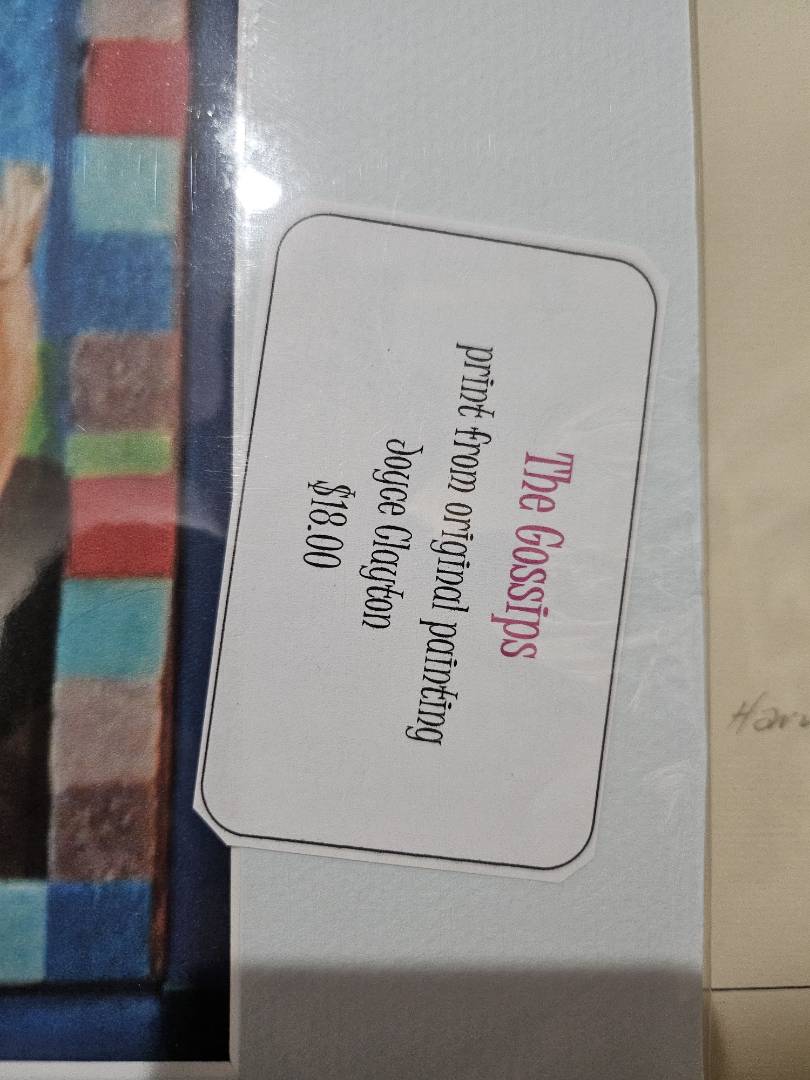 The Gossips
print from original painting
Joyce Clayton
$18.00